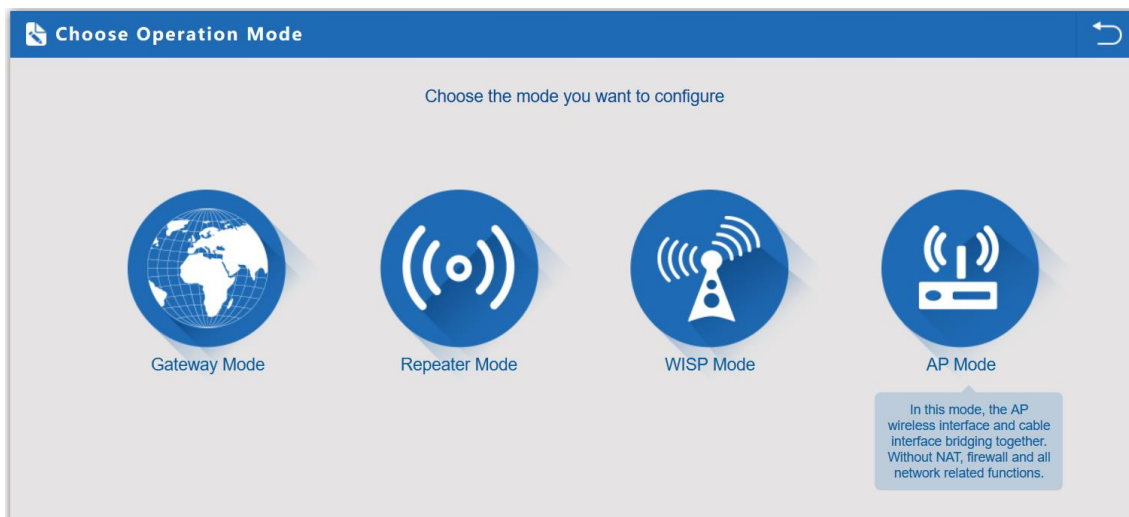 Choose Operation Mode
Choose the mode you want to configure
Gateway Mode
Repeater Mode
WISP Mode
AP Mode
In this mode, the AP
wireless interface and cable
interface bridging together.
Without NAT, firewall and all
network related functions.